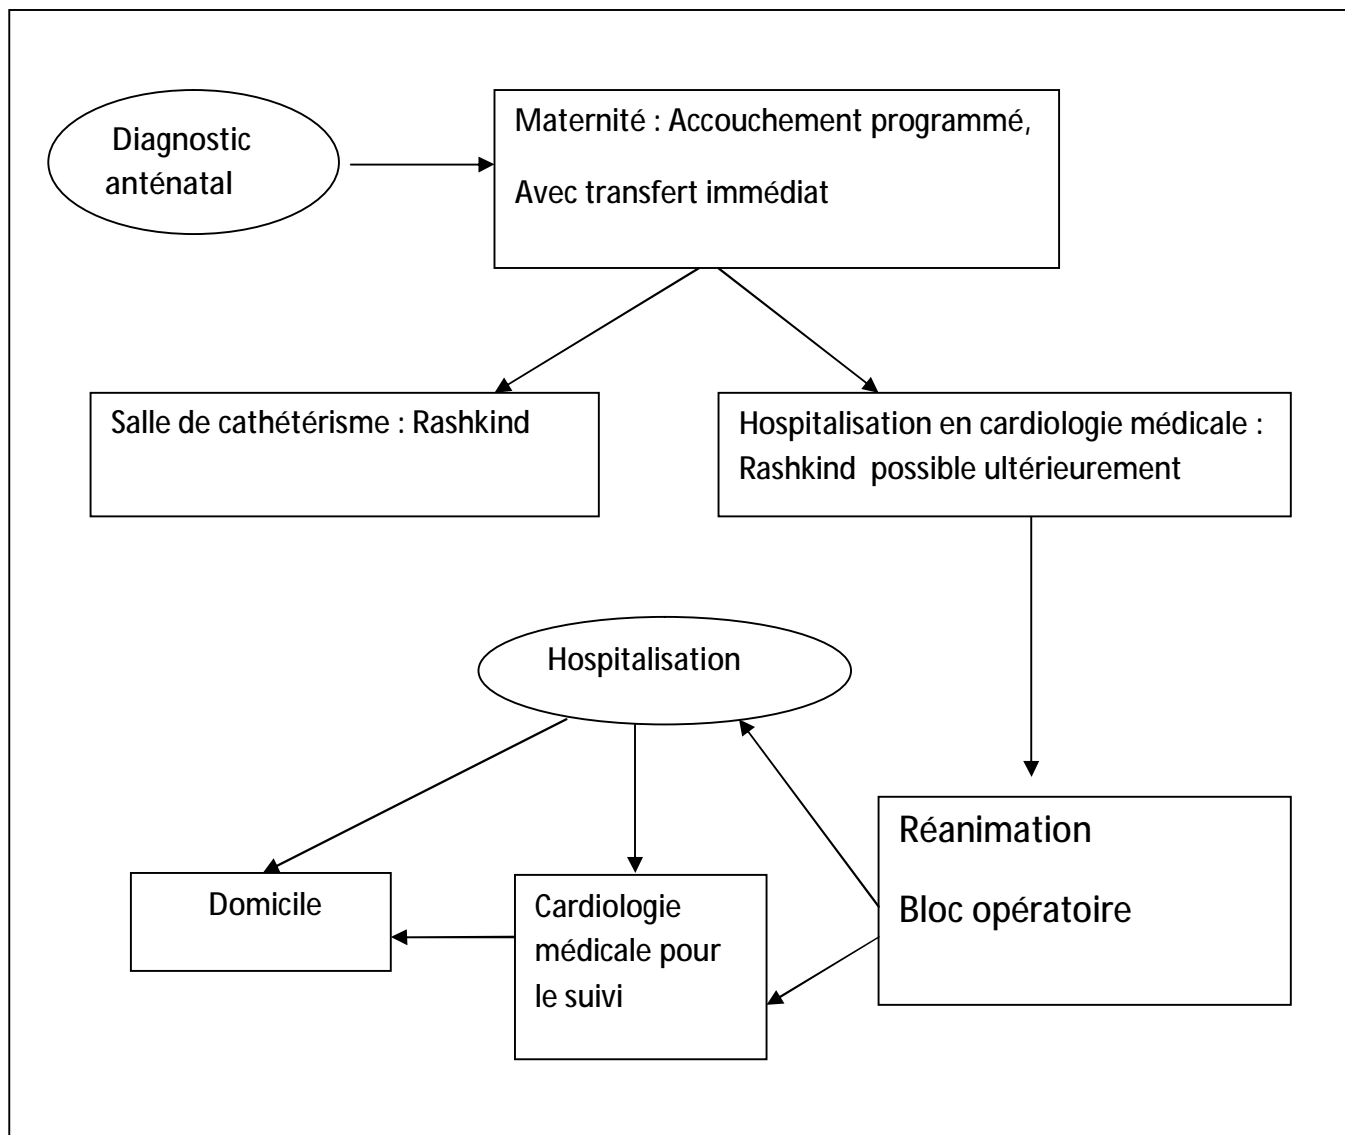 Diagnostic
anténatal
Maternité : Accouchement programmé,
Avec transfert immédiat
Salle de cathétérisme : Rashkind
Hospitalisation en cardiologie médicale :
Rashkind possible ultérieurement
Hospitalisation
Réanimation
Bloc opératoire
Domicile
Cardiologie
médicale pour
le suivi